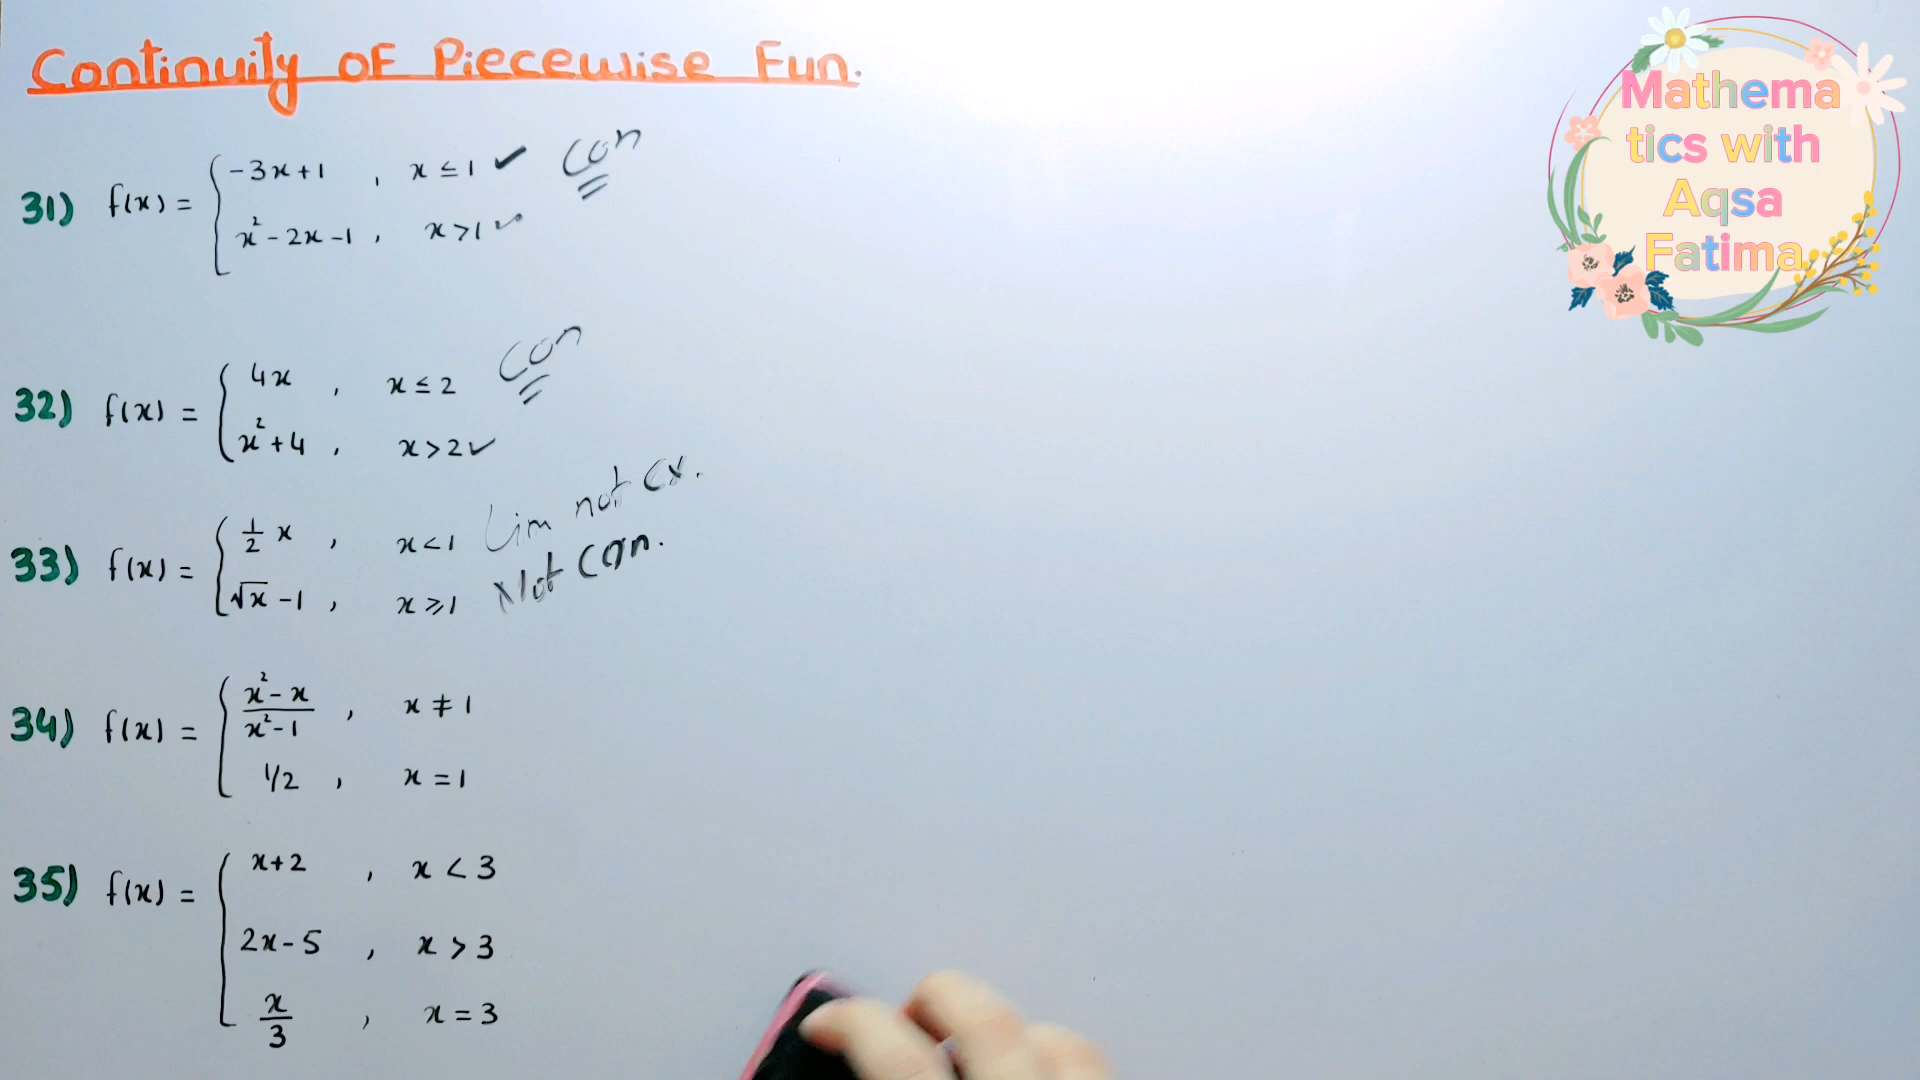 Continuity of Piecewise Fun.
Mathema
tics with
Aqsa
Fatima
31) f(x) = { -3x+1 , x ≤ 1 ✔ Con
x² - 2x - 1 , x > 1 ✓
32) f(x) = { 4x , x ≤ 2 Con
x² + 4 , x > 2 ✓
33) f(x) = { 1/2 x , x < 1 Lim not ex.
√x - 1 , x ≥ 1 Not Con.
34) f(x) = { x² - x / x² - 1 , x ≠ 1
1/2 , x = 1
35) f(x) = { x+2 , x < 3
2x - 5 , x > 3
x/3 , x = 3